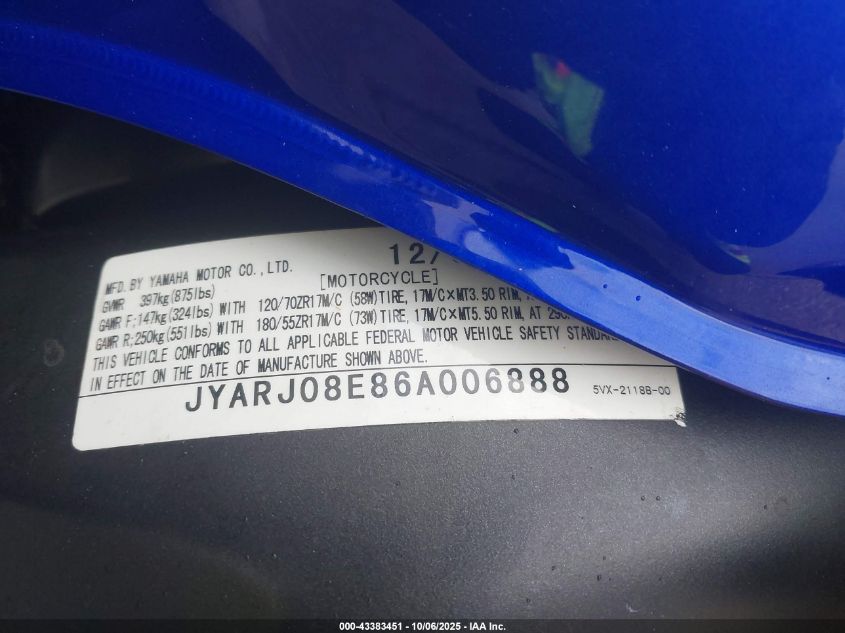 MFD. BY YAMAHA MOTOR CO., LTD. 12/
[MOTORCYCLE]
GVWR 397kg(875lbs)
GAWR F;147kg(324lbs)WITH 120/70ZR17M/C (58W)TIRE, 17M/C×MT3.50 RIM,
GAWR R;250kg(551lbs)WITH 180/55ZR17M/C (73W)TIRE, 17M/C×MT5.50 RIM, AT 290
THIS VEHICLE CONFORMS TO ALL APPLICABLE FEDERAL MOTOR VEHICLE SAFETY
IN EFFECT ON THE DATE OF MANUFACTURE SHOWN ABOVE.
JYARJ08E86A006888 5VX-2118B-00
000-43383451 - 10/06/2025 - IAA Inc.